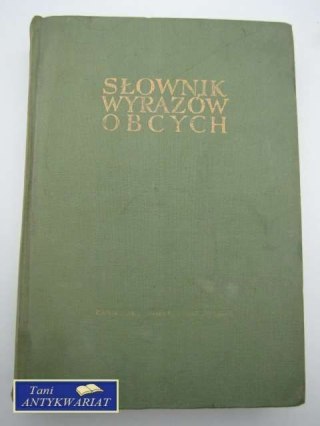 SŁOWNIK
WYRAZÓW
OBCYCH
Tani
ANTYKWARIAT